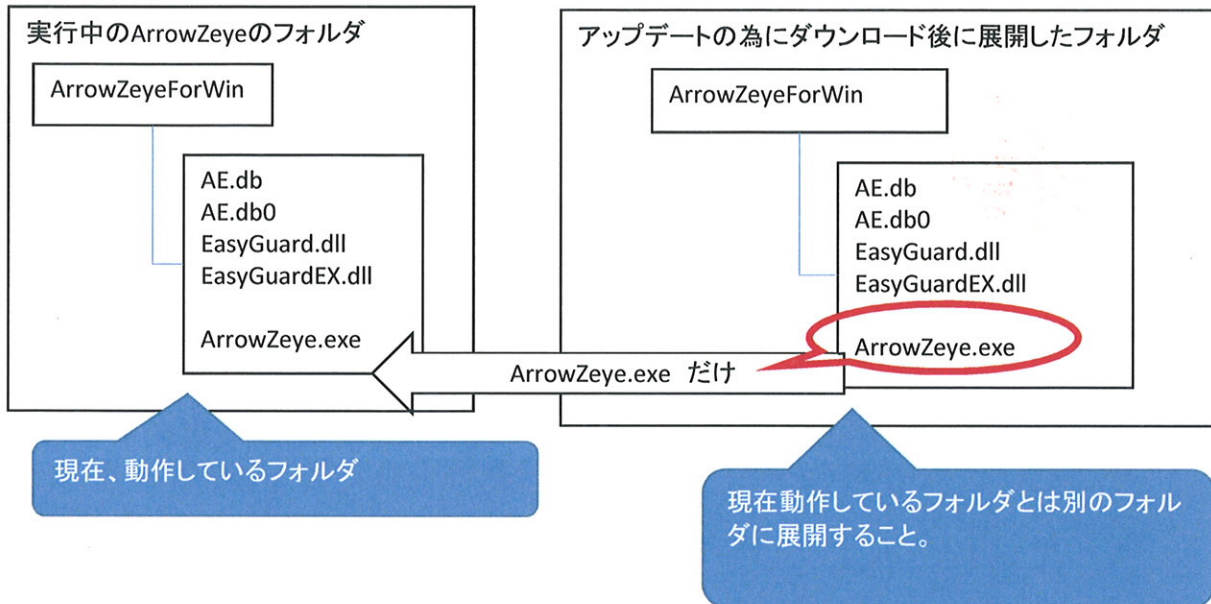 実行中のArrowZeyeのフォルダ
ArrowZeyeForWin
AE.db
AE.db0
EasyGuard.dll
EasyGuardEX.dll
ArrowZeye.exe
現在、動作しているフォルダ
アップデートの為にダウンロード後に展開したフォルダ
ArrowZeyeForWin
AE.db
AE.db0
EasyGuard.dll
EasyGuardEX.dll
ArrowZeye.exe
ArrowZeye.exe だけ
現在動作しているフォルダとは別のフォル
ダに展開すること。